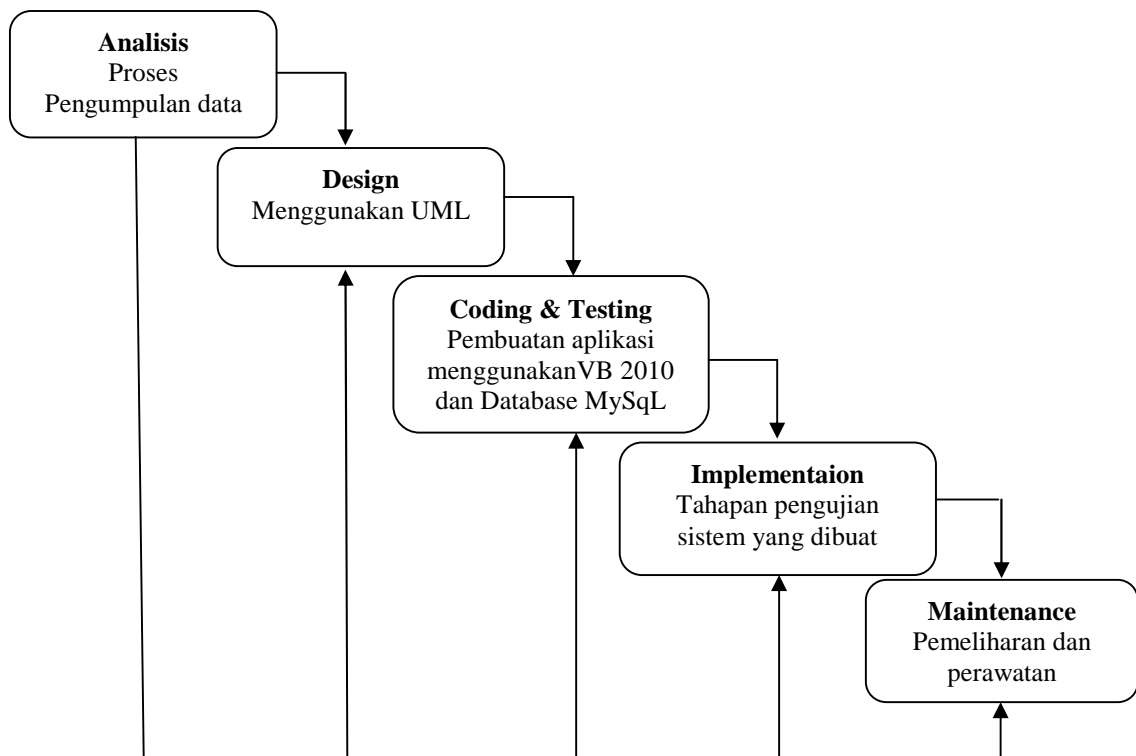 Analisis
Proses
Pengumpulan data
Design
Menggunakan UML
Coding & Testing
Pembuatan aplikasi
menggunakanVB 2010
dan Database MySqL
Implementaion
Tahapan pengujian
sistem yang dibuat
Maintenance
Pemeliharan dan
perawatan